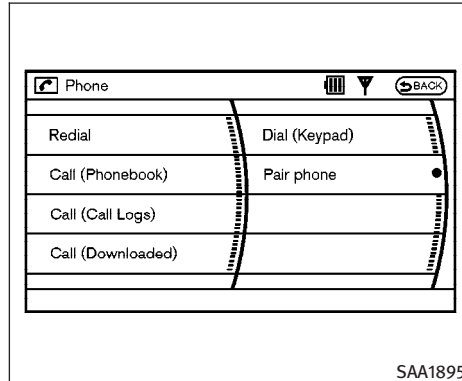 Phone BACK
Redial Dial (Keypad)
Call (Phonebook) Pair phone
Call (Call Logs)
Call (Downloaded)
SAA1895